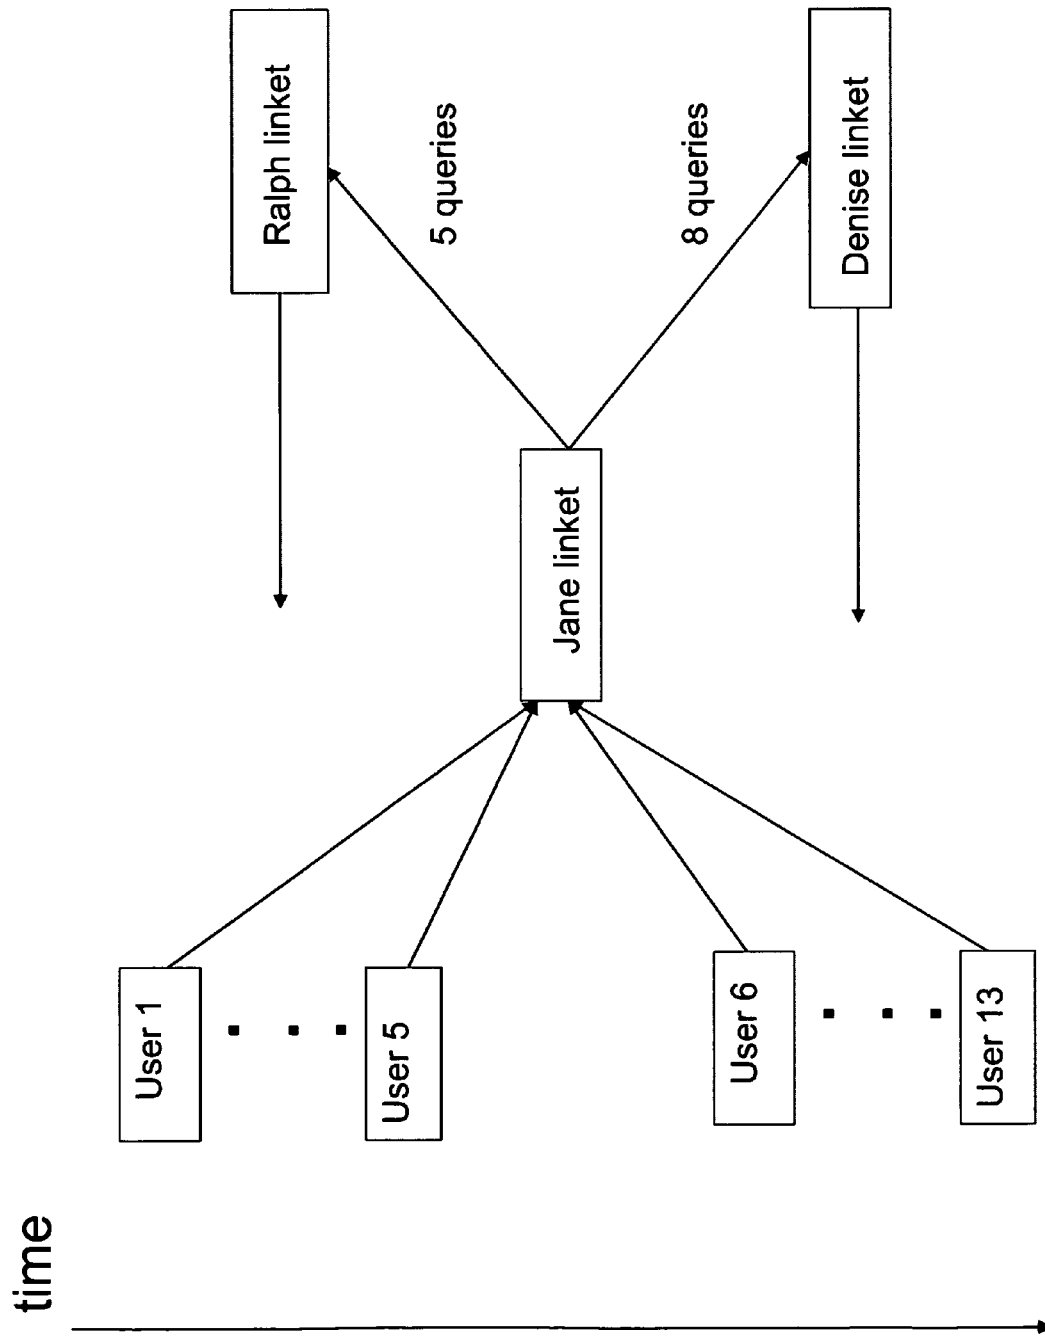 time
User 1
User 5
User 6
User 13
Jane linket
5 queries
8 queries
Ralph linket
Denise linket